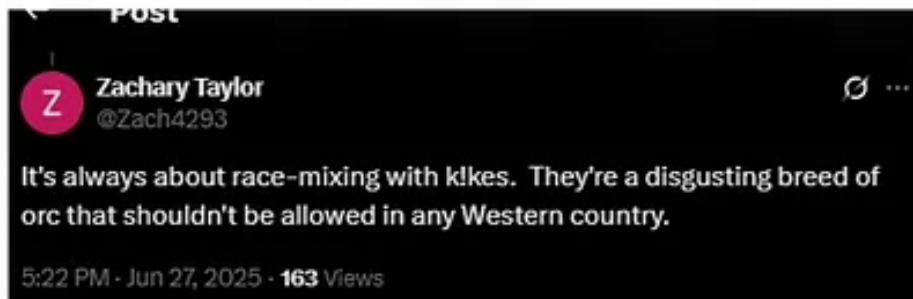 Post
Zachary Taylor
@Zach4293
It's always about race-mixing with k!kes. They're a disgusting breed of
orc that shouldn't be allowed in any Western country.
5:22 PM · Jun 27, 2025 · 163 Views